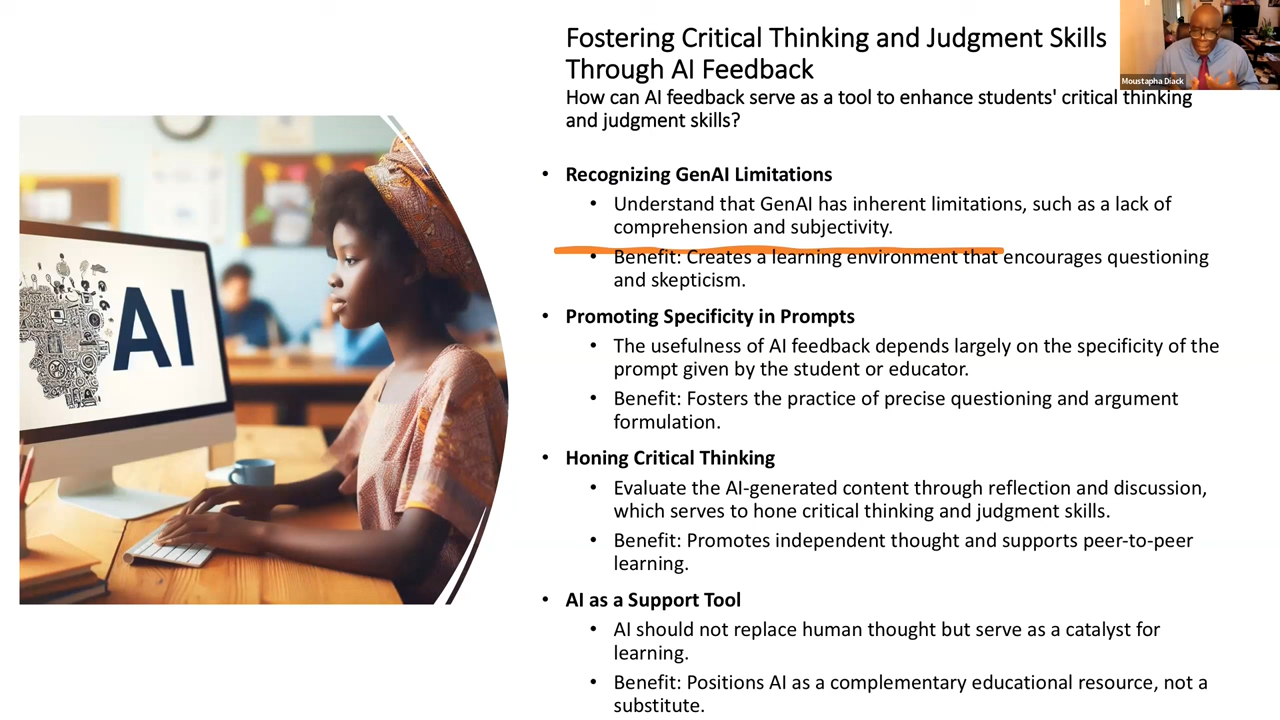 Fostering Critical Thinking and Judgment Skills
Through AI Feedback
How can AI feedback serve as a tool to enhance students' critical thinking
and judgment skills?
Moustapha Diack
• Recognizing GenAI Limitations
• Understand that GenAI has inherent limitations, such as a lack of
comprehension and subjectivity.
• Benefit: Creates a learning environment that encourages questioning
and skepticism.
• Promoting Specificity in Prompts
• The usefulness of AI feedback depends largely on the specificity of the
prompt given by the student or educator.
• Benefit: Fosters the practice of precise questioning and argument
formulation.
• Honing Critical Thinking
• Evaluate the AI-generated content through reflection and discussion,
which serves to hone critical thinking and judgment skills.
• Benefit: Promotes independent thought and supports peer-to-peer
learning.
• AI as a Support Tool
• AI should not replace human thought but serve as a catalyst for
learning.
• Benefit: Positions AI as a complementary educational resource, not a
substitute.
AI